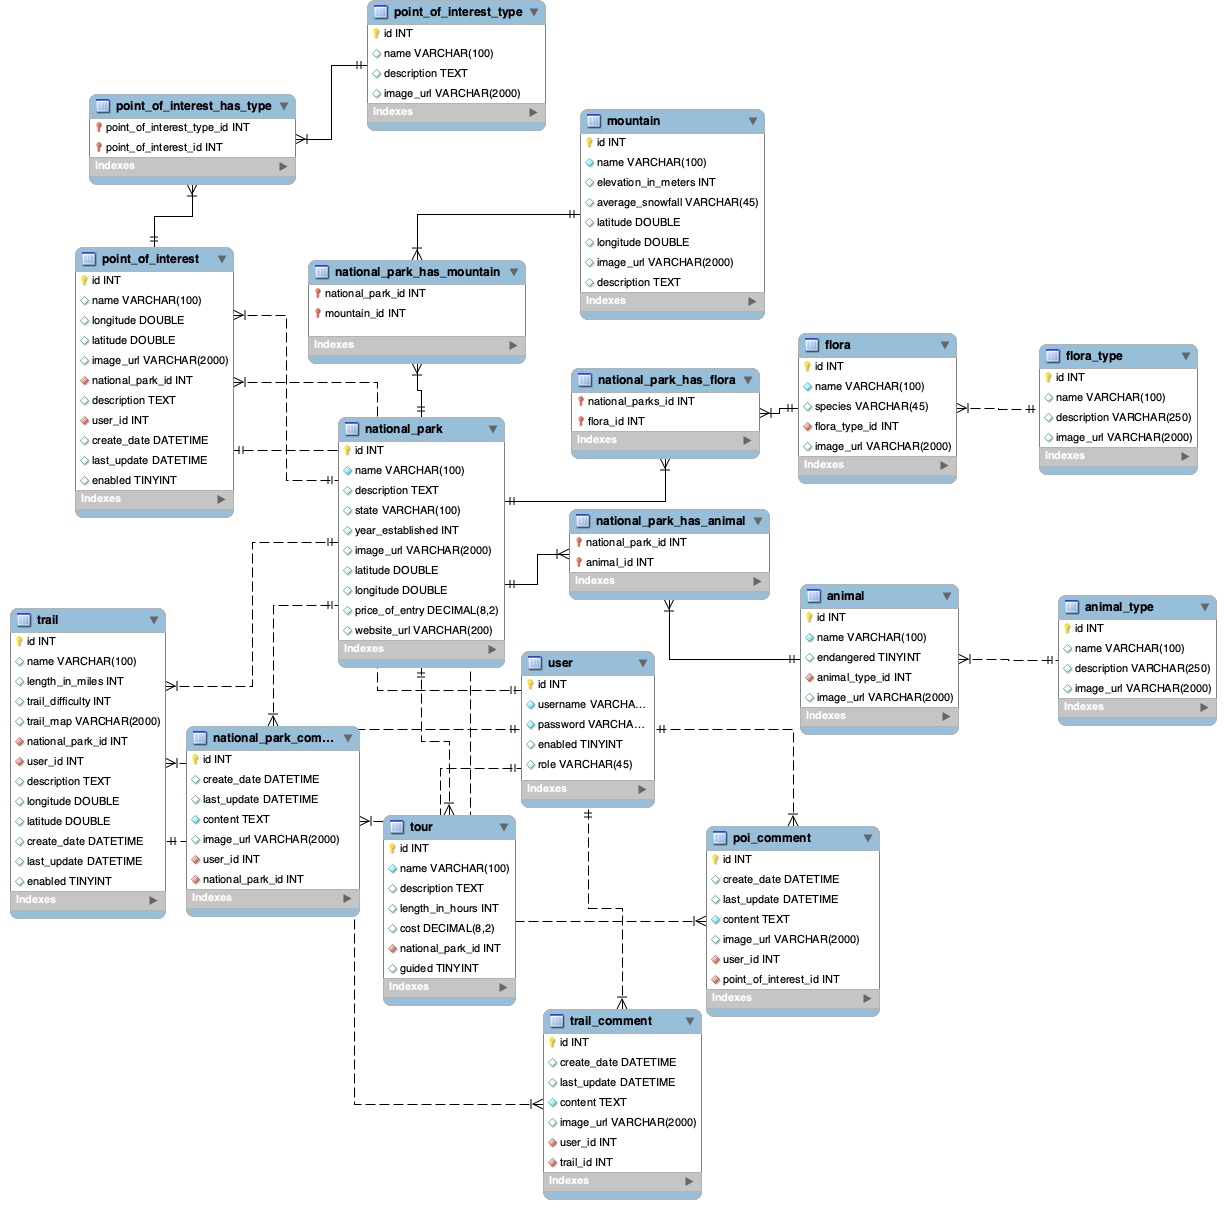 point_of_interest_type
id INT
name VARCHAR(100)
description TEXT
image_url VARCHAR(2000)
Indexes
point_of_interest_has_type
point_of_interest_type_id INT
point_of_interest_id INT
Indexes
mountain
id INT
name VARCHAR(100)
elevation_in_meters INT
average_snowfall VARCHAR(45)
latitude DOUBLE
longitude DOUBLE
image_url VARCHAR(2000)
description TEXT
Indexes
point_of_interest
id INT
name VARCHAR(100)
longitude DOUBLE
latitude DOUBLE
image_url VARCHAR(2000)
national_park_id INT
description TEXT
user_id INT
create_date DATETIME
last_update DATETIME
enabled TINYINT
Indexes
national_park_has_mountain
national_park_id INT
mountain_id INT
Indexes
national_park_has_flora
national_parks_id INT
flora_id INT
Indexes
flora
id INT
name VARCHAR(100)
species VARCHAR(45)
flora_type_id INT
image_url VARCHAR(2000)
Indexes
flora_type
id INT
name VARCHAR(100)
description VARCHAR(250)
image_url VARCHAR(2000)
Indexes
national_park
id INT
name VARCHAR(100)
description TEXT
state VARCHAR(100)
year_established INT
image_url VARCHAR(2000)
latitude DOUBLE
longitude DOUBLE
price_of_entry DECIMAL(8,2)
website_url VARCHAR(200)
Indexes
national_park_has_animal
national_park_id INT
animal_id INT
Indexes
animal
id INT
name VARCHAR(100)
endangered TINYINT
animal_type_id INT
image_url VARCHAR(2000)
Indexes
animal_type
id INT
name VARCHAR(100)
description VARCHAR(250)
image_url VARCHAR(2000)
Indexes
trail
id INT
name VARCHAR(100)
length_in_miles INT
trail_difficulty INT
trail_map VARCHAR(2000)
national_park_id INT
user_id INT
description TEXT
longitude DOUBLE
latitude DOUBLE
create_date DATETIME
last_update DATETIME
enabled TINYINT
Indexes
user
id INT
username VARCHA...
password VARCHA...
enabled TINYINT
role VARCHAR(45)
Indexes
national_park_com...
id INT
create_date DATETIME
last_update DATETIME
content TEXT
image_url VARCHAR(2000)
user_id INT
national_park_id INT
Indexes
tour
id INT
name VARCHAR(100)
description TEXT
length_in_hours INT
cost DECIMAL(8,2)
national_park_id INT
guided TINYINT
Indexes
poi_comment
id INT
create_date DATETIME
last_update DATETIME
content TEXT
image_url VARCHAR(2000)
user_id INT
point_of_interest_id INT
Indexes
trail_comment
id INT
create_date DATETIME
last_update DATETIME
content TEXT
image_url VARCHAR(2000)
user_id INT
trail_id INT
Indexes